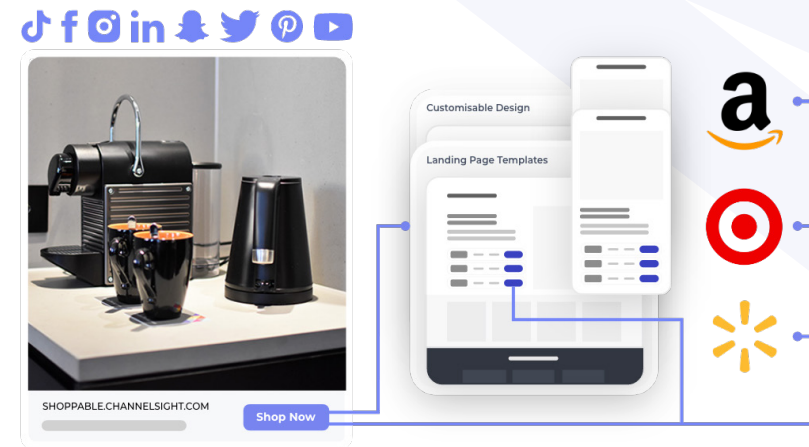 Customisable Design
Landing Page Templates
SHOPPABLE.CHANNELSIGHT.COM
Shop Now